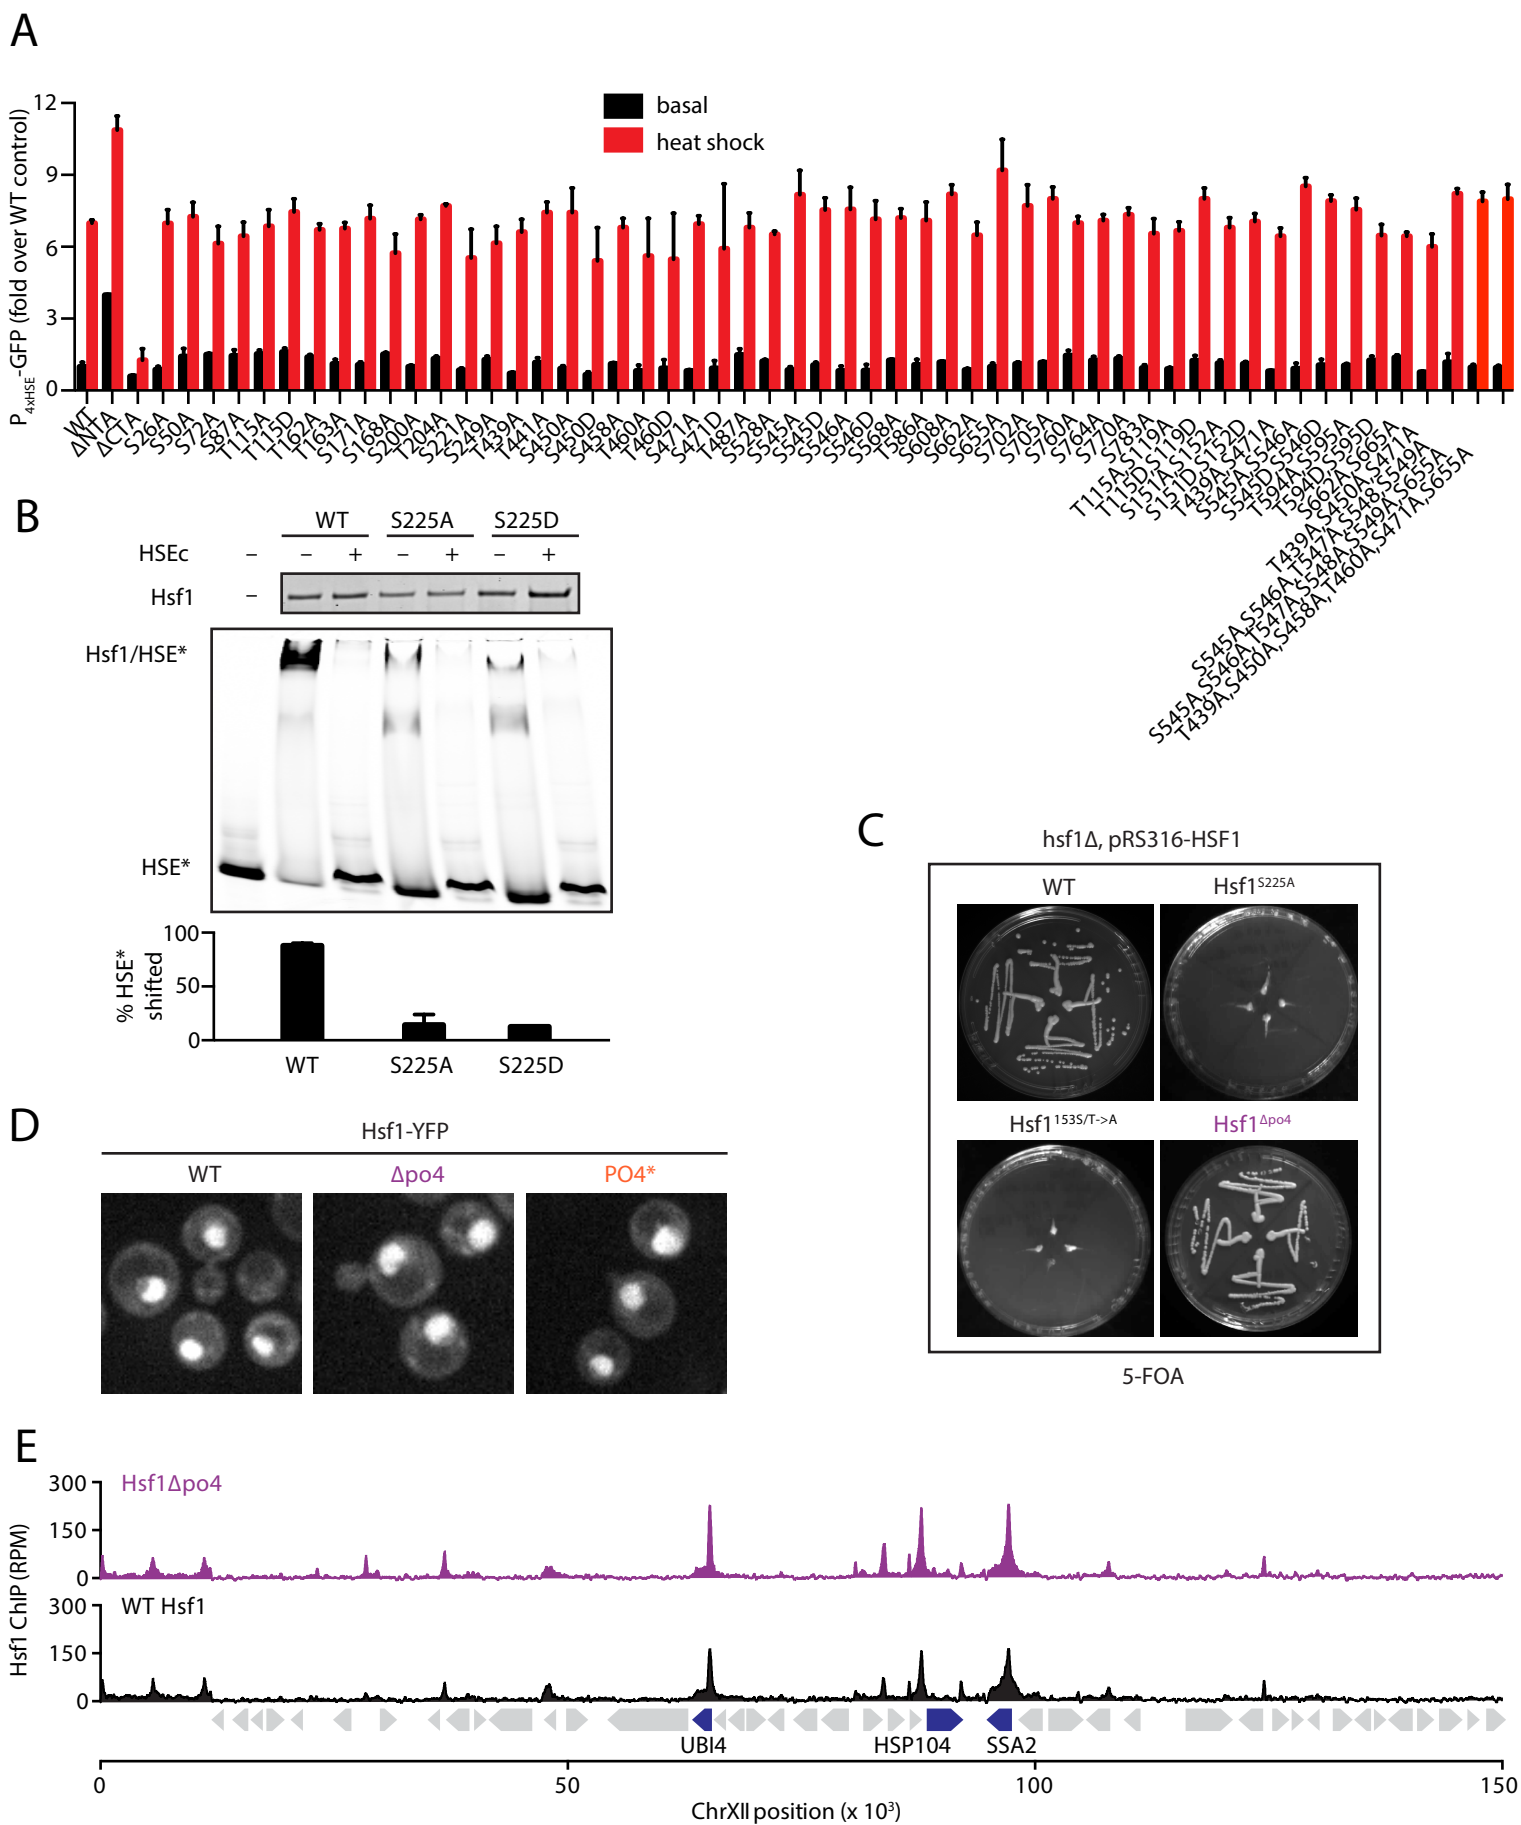 A
P4xHSE-GFP (fold over WT control)
12
9
6
3
0
basal
heat shock
WT
ΔNTA
ΔCTA
S26A
S50A
S72A
S87A
T115A
T115D
T162A
T163A
S171A
S168A
S200A
T204A
S221A
S249A
T439A
T441A
S450A
S450D
S458A
T460A
T460D
S471A
S471D
T487A
S528A
S545A
S545D
S546A
S546D
S568A
T586A
S608A
S662A
S655A
S702A
S705A
S760A
S764A
S770A
S783A
T115A,S119A
T115D,S119D
S151A,S152A
S151D,S152D
T439A,S471A
S545A,S546A
S545D,S546D
T594A,S595A
T594D,S595D
S662A,S665A
T439A,S450A,S471A
S545A,S546A,T547A,S548,S549A
S545A,S546A,T547A,S548A,S549A,S655A
T439A,S450A,S458A,T460A,S471A,S655A
B
WT S225A S225D
HSEc – – + – + – +
Hsf1 –
Hsf1/HSE*
HSE*
% HSE* shifted
100
50
0
WT S225A S225D
C
hsf1Δ, pRS316-HSF1
WT Hsf1S225A
Hsf1153S/T->A Hsf1Δpo4
5-FOA
D
Hsf1-YFP
WT Δpo4 PO4*
E
Hsf1 ChIP (RPM)
300
150
0
Hsf1Δpo4
300
150
0
WT Hsf1
UBI4 HSP104 SSA2
0 50 100 150
ChrXII position (x 103)